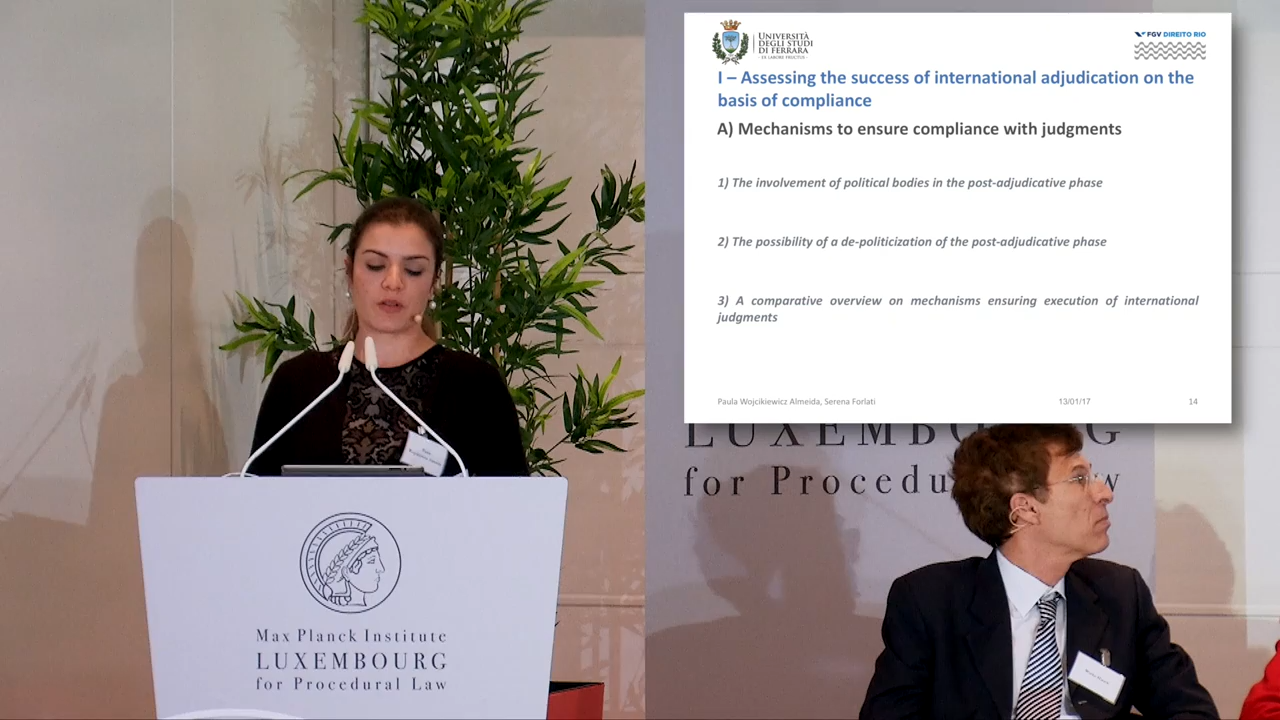 UNIVERSITÀ
DEGLI STUDI
DI FERRARA
- EX LABORE FRUCTUS -
FGV DIREITO RIO
I – Assessing the success of international adjudication on the
basis of compliance
A) Mechanisms to ensure compliance with judgments
1) The involvement of political bodies in the post-adjudicative phase
2) The possibility of a de-politicization of the post-adjudicative phase
3) A comparative overview on mechanisms ensuring execution of international
judgments
Paula Wojcikiewicz Almeida, Serena Forlati 13/01/17 14
LUXEMBOURG
for Procedu w
Max Planck Institute
LUXEMBOURG
for Procedural Law